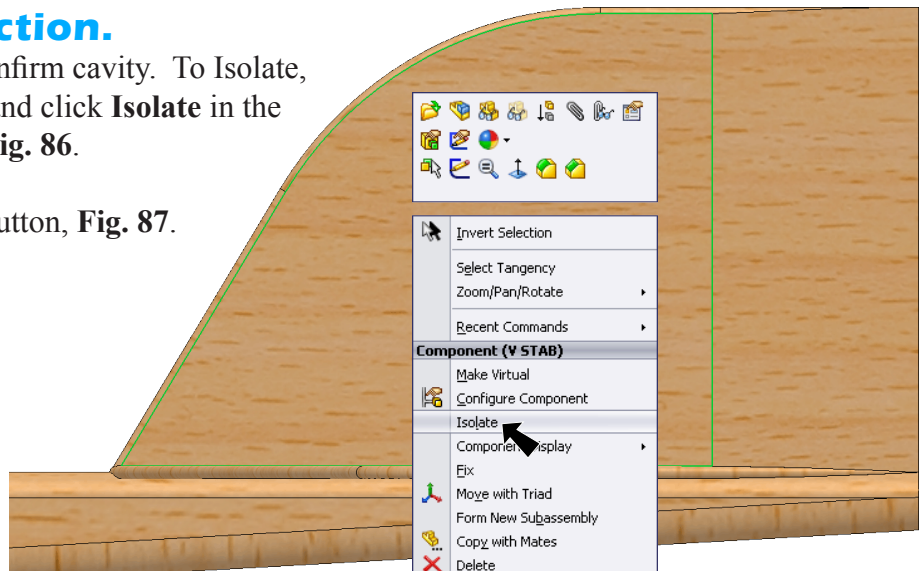 ction.
nfirm cavity.  To Isolate,
nd click Isolate in the
ig. 86.
utton, Fig. 87.
Invert Selection
Select Tangency
Zoom/Pan/Rotate
Recent Commands
Component (V STAB)
Make Virtual
Configure Component
Isolate
Component Display
Fix
Move with Triad
Form New Subassembly
Copy with Mates
Delete